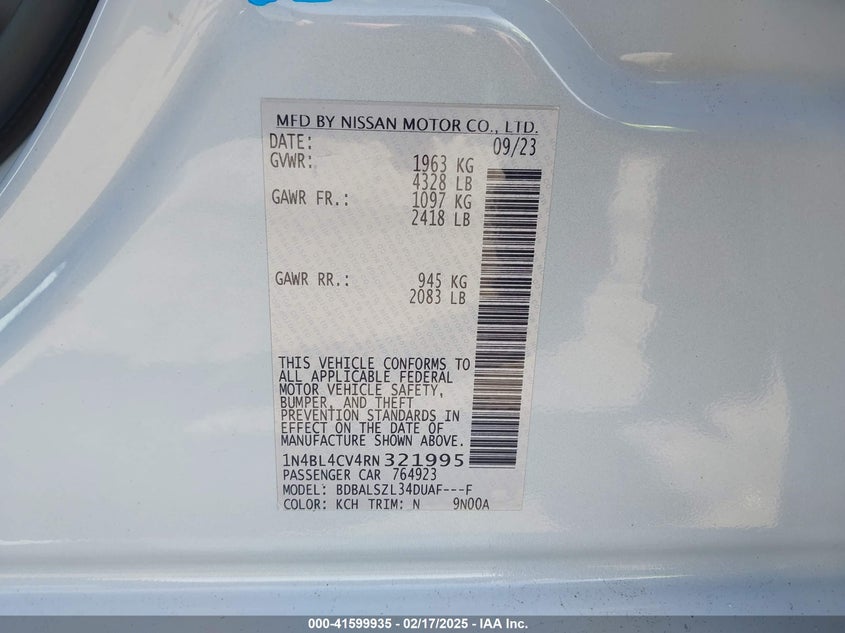 MFD BY NISSAN MOTOR CO., LTD.
DATE: 09/23
GVWR: 1963 KG
4328 LB
GAWR FR.: 1097 KG
2418 LB
GAWR RR.: 945 KG
2083 LB
THIS VEHICLE CONFORMS TO
ALL APPLICABLE FEDERAL
MOTOR VEHICLE SAFETY,
BUMPER, AND THEFT
PREVENTION STANDARDS IN
EFFECT ON THE DATE OF
MANUFACTURE SHOWN ABOVE.
1N4BL4CV4RN321995
PASSENGER CAR 764923
MODEL: BDBALSZL34DUAF---F
COLOR: KCH TRIM: N 9N00A
000-41599935 - 02/17/2025 - IAA Inc.